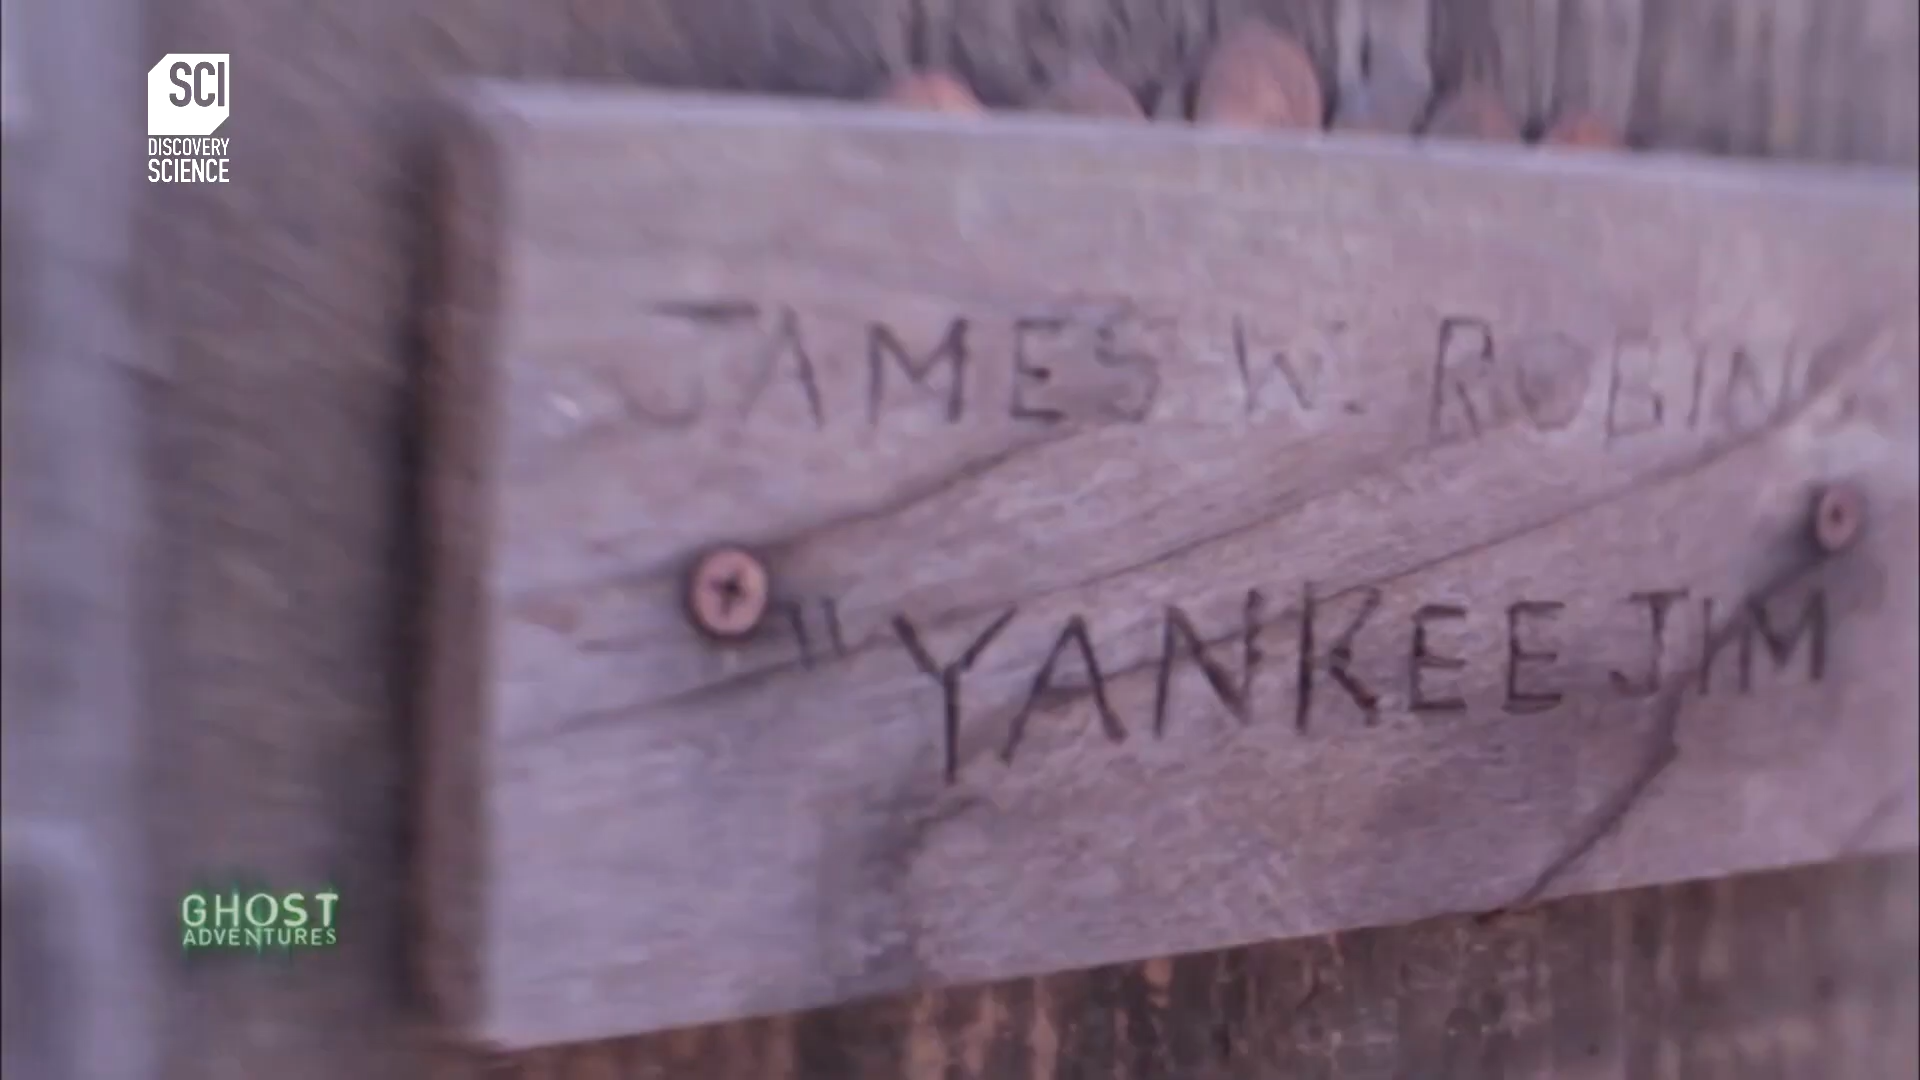 SCI
DISCOVERY
SCIENCE
JAMES W. ROBIN
"YANKEE JIM
GHOST
ADVENTURES